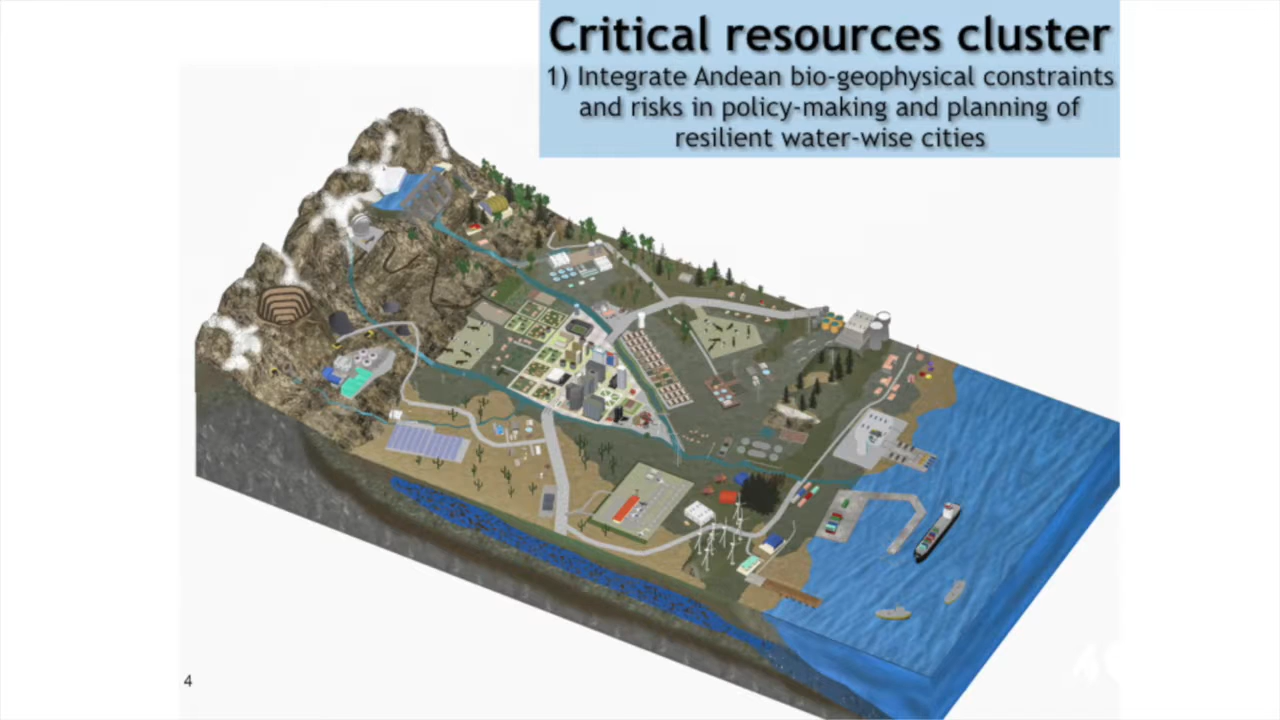 Critical resources cluster
1) Integrate Andean bio-geophysical constraints
and risks in policy-making and planning of
resilient water-wise cities
4